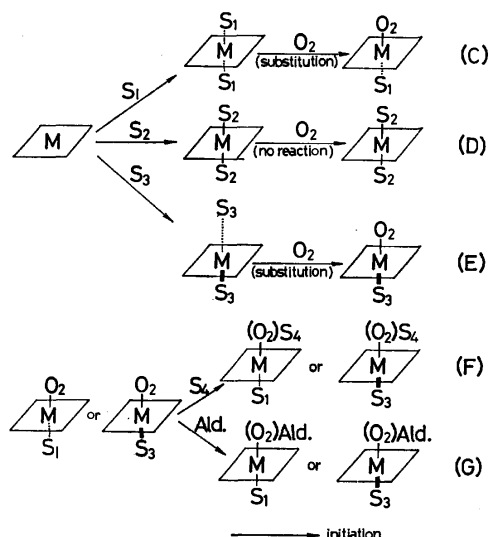 S1
M
S1
O2
(substitution)
O2
M
S1
(C)
M
S1
S2
S3
S2
M
S2
O2
(no reaction)
S2
M
S2
(D)
S3
M
S3
O2
(substitution)
O2
M
S3
(E)
O2
M
S1
or
O2
M
S3
S4
Ald.
(O2)S4
M
S1
or
(O2)S4
M
S3
(F)
(O2)Ald.
M
S1
or
(O2)Ald.
M
S3
(G)
initiation